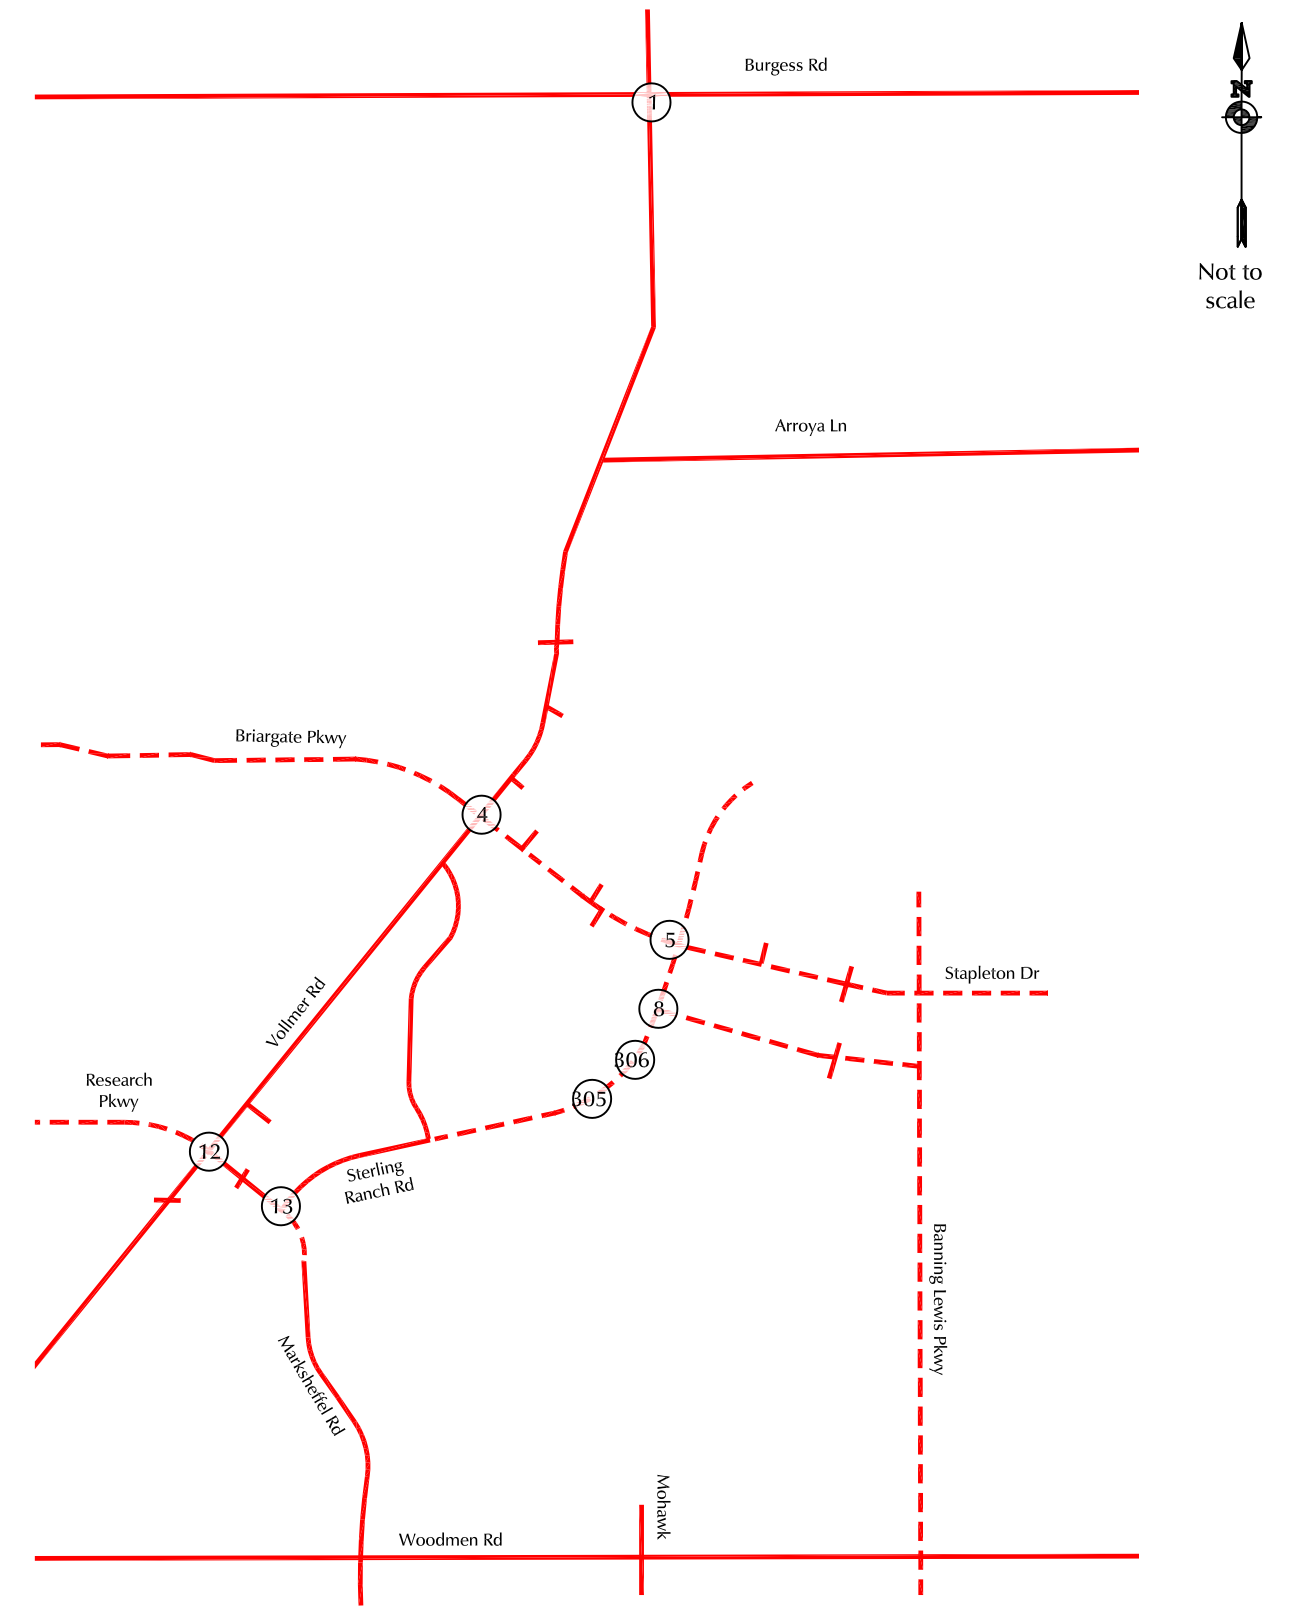 Burgess Rd
N
1
Not to
scale
Arroya Ln
Briargate Pkwy
4
5
Stapleton Dr
Vollmer Rd
8
306
Research
Pkwy
305
12
Sterling
Ranch Rd
13
Banning Lewis Pkwy
Marksheffel Rd
Mohawk
Woodmen Rd